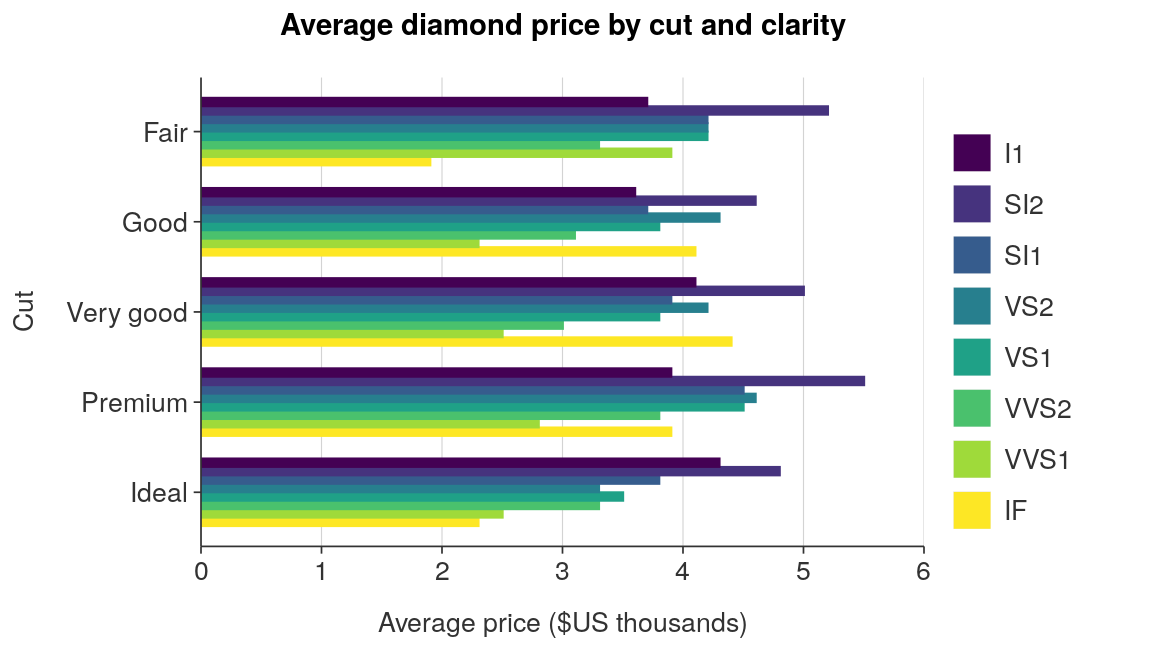 Average diamond price by cut and clarity
Fair
Good
Very good
Premium
Ideal
Cut
0 1 2 3 4 5 6
Average price ($US thousands)
I1
SI2
SI1
VS2
VS1
VVS2
VVS1
IF